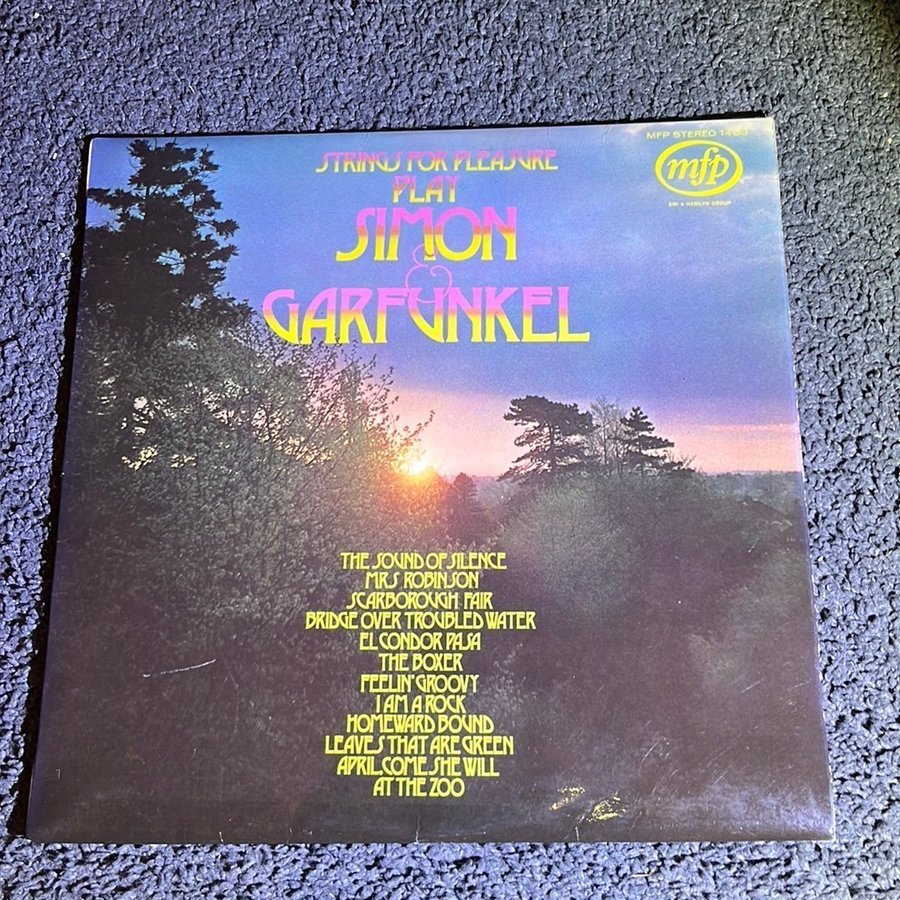 MFP STEREO 1463
mfp
EMI & HAMLYN GROUP
STRINGS FOR PLEASURE
PLAY
SIMON
&
GARFUNKEL
THE SOUND OF SILENCE
MRS ROBINSON
SCARBOROUGH FAIR
BRIDGE OVER TROUBLED WATER
EL CONDOR PASA
THE BOXER
FEELIN' GROOVY
I AM A ROCK
HOMEWARD BOUND
LEAVES THAT ARE GREEN
APRIL COME SHE WILL
AT THE ZOO